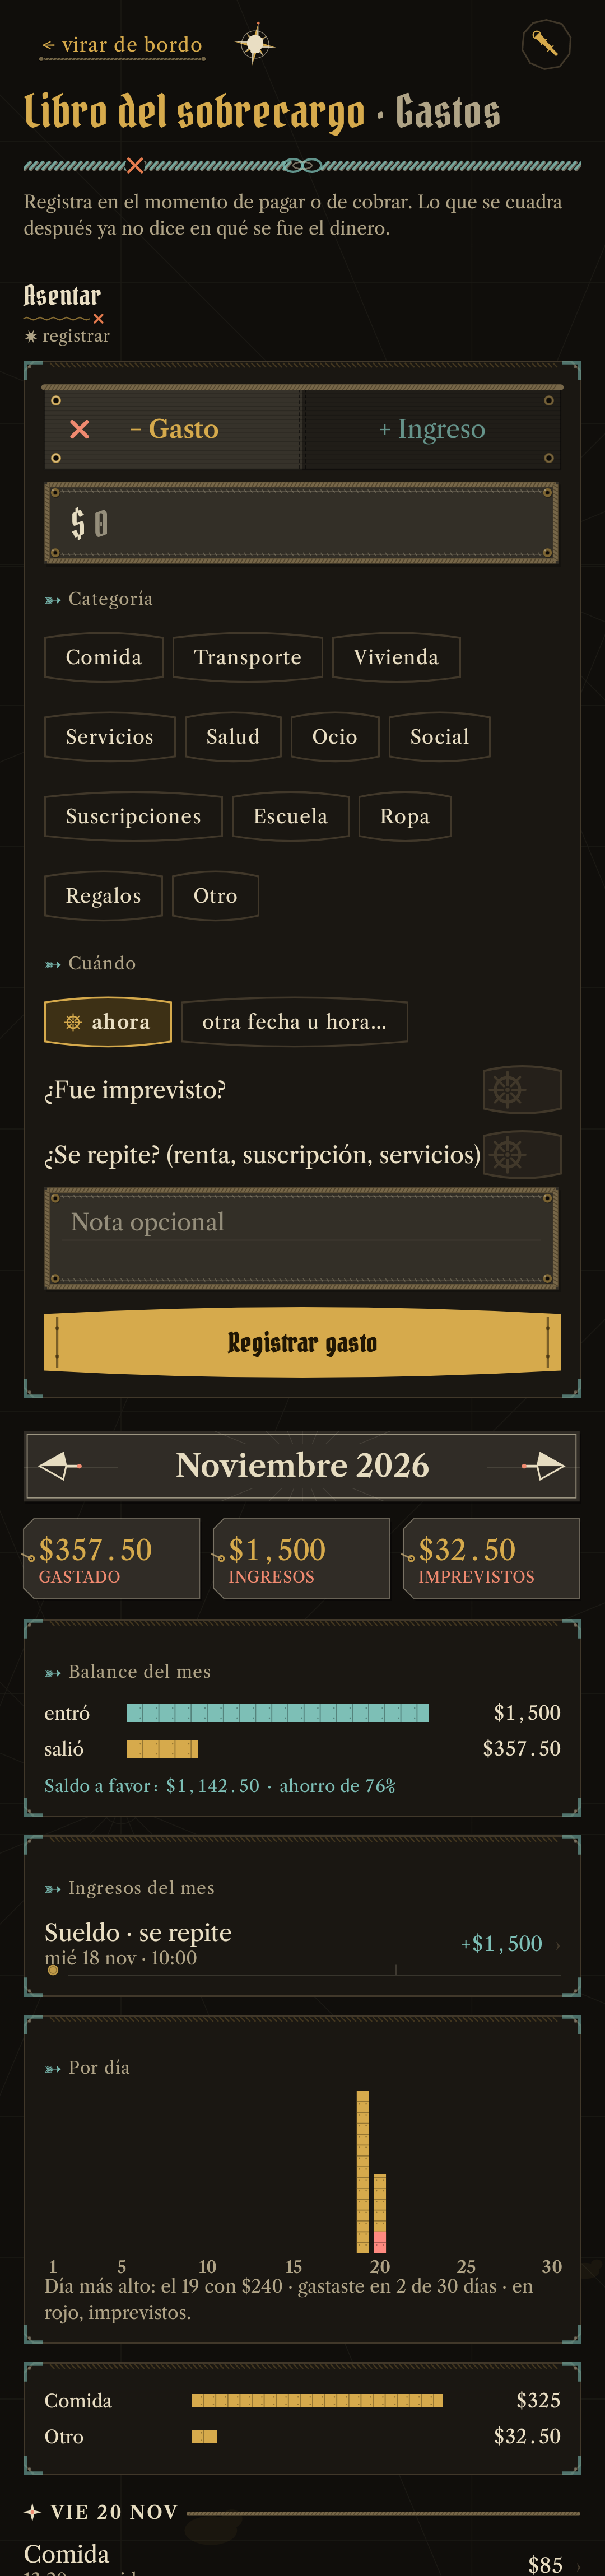 ← virar de bordo
Libro del sobrecargo · Gastos
Registra en el momento de pagar o de cobrar. Lo que se cuadra
después ya no dice en qué se fue el dinero.
Asentar
registrar
− Gasto
+ Ingreso
$ 0
Categoría
Comida Transporte Vivienda
Servicios Salud Ocio Social
Suscripciones Escuela Ropa
Regalos Otro
Cuándo
ahora otra fecha u hora...
¿Fue imprevisto?
¿Se repite? (renta, suscripción, servicios)
Nota opcional
Registrar gasto
Noviembre 2026
$357.50 $1,500 $32.50
GASTADO INGRESOS IMPREVISTOS
Balance del mes
entró $1,500
salió $357.50
Saldo a favor: $1,142.50 · ahorro de 76%
Ingresos del mes
Sueldo · se repite
mié 18 nov · 10:00
+$1,500 ›
Por día
1 5 10 15 20 25 30
Día más alto: el 19 con $240 · gastaste en 2 de 30 días · en
rojo, imprevistos.
Comida $325
Otro $32.50
VIE 20 NOV
Comida
$85 ›